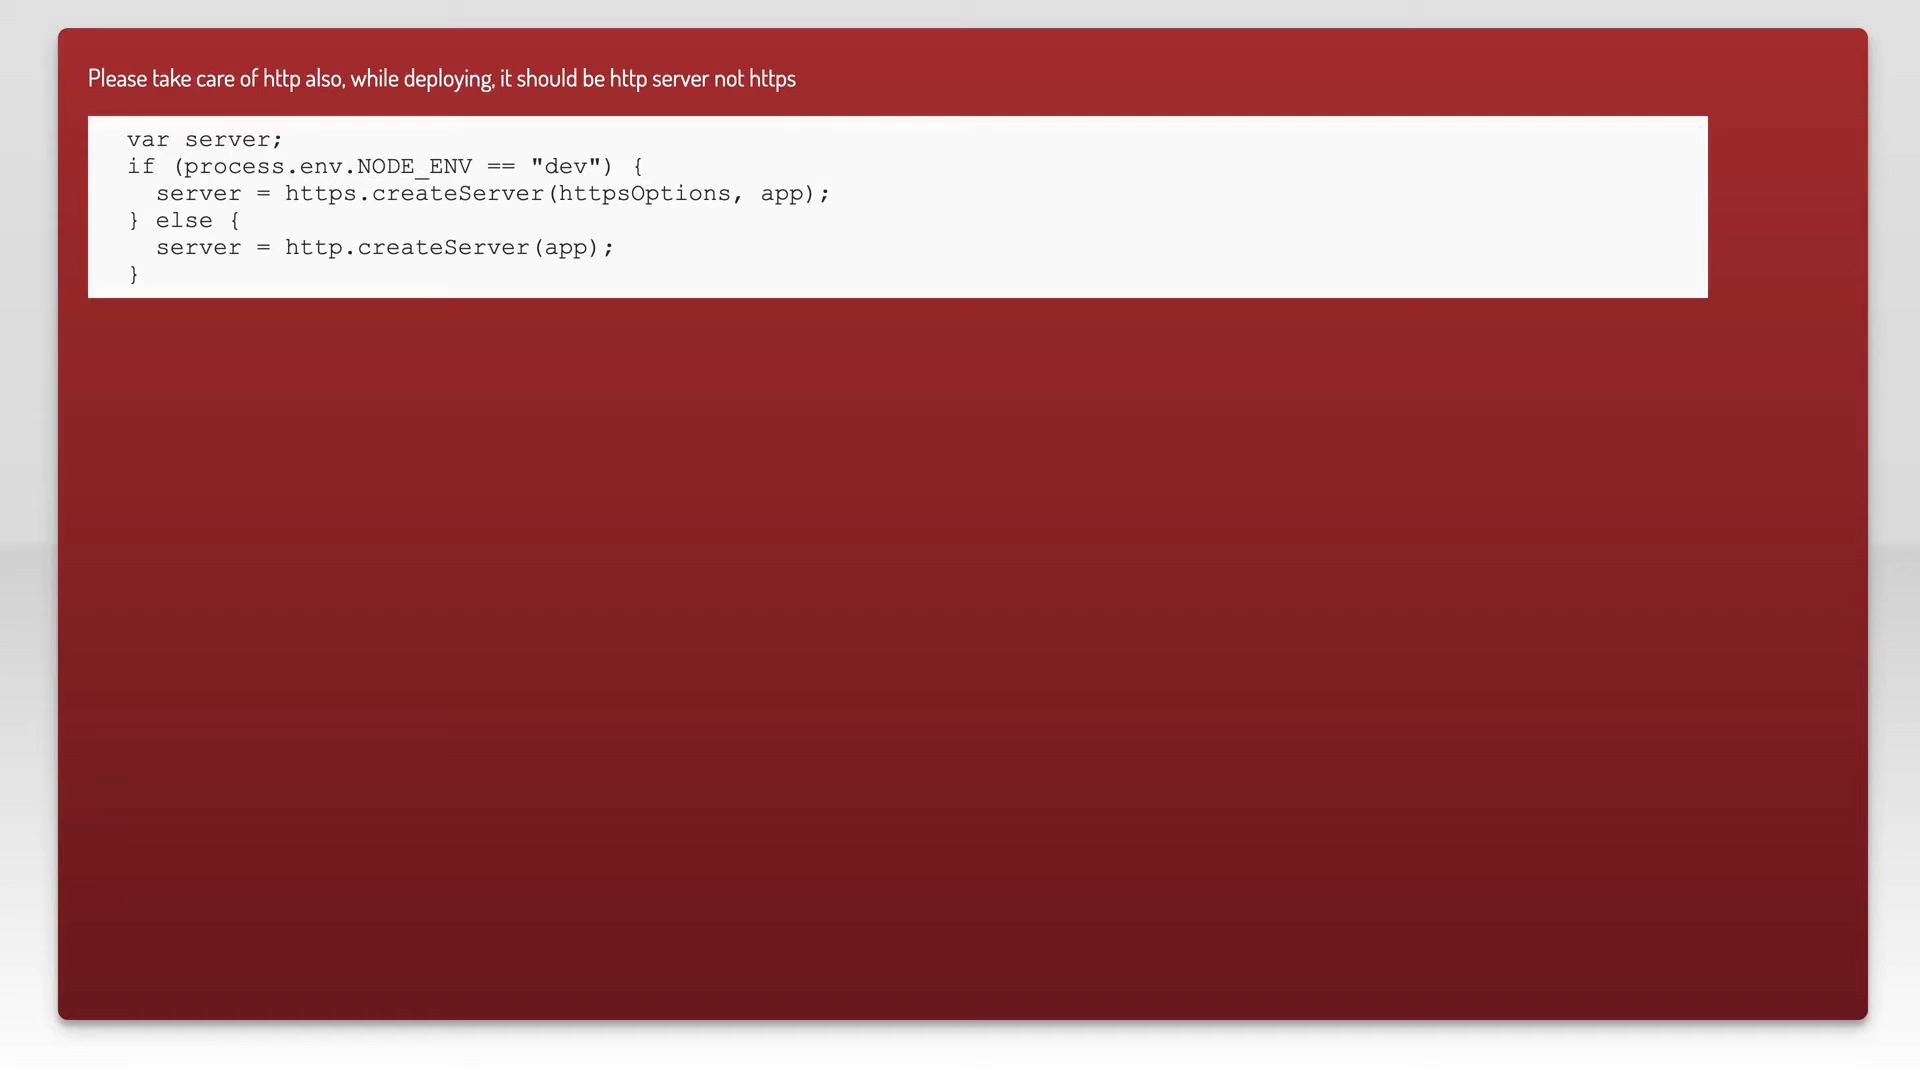 Please take care of http also, while deploying, it should be http server not https
var server;
if (process.env.NODE_ENV == "dev") {
  server = https.createServer(httpsOptions, app);
} else {
  server = http.createServer(app);
}